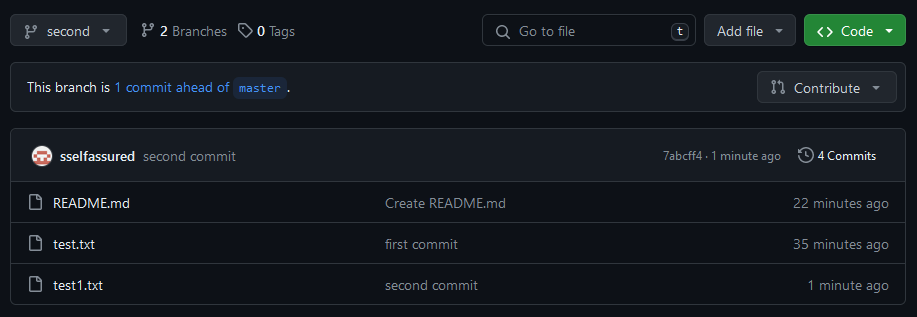 second 2 Branches 0 Tags Go to file t Add file Code
This branch is 1 commit ahead of master .
Contribute
sselfassured second commit 7abcff4 · 1 minute ago 4 Commits
README.md Create README.md 22 minutes ago
test.txt first commit 35 minutes ago
test1.txt second commit 1 minute ago